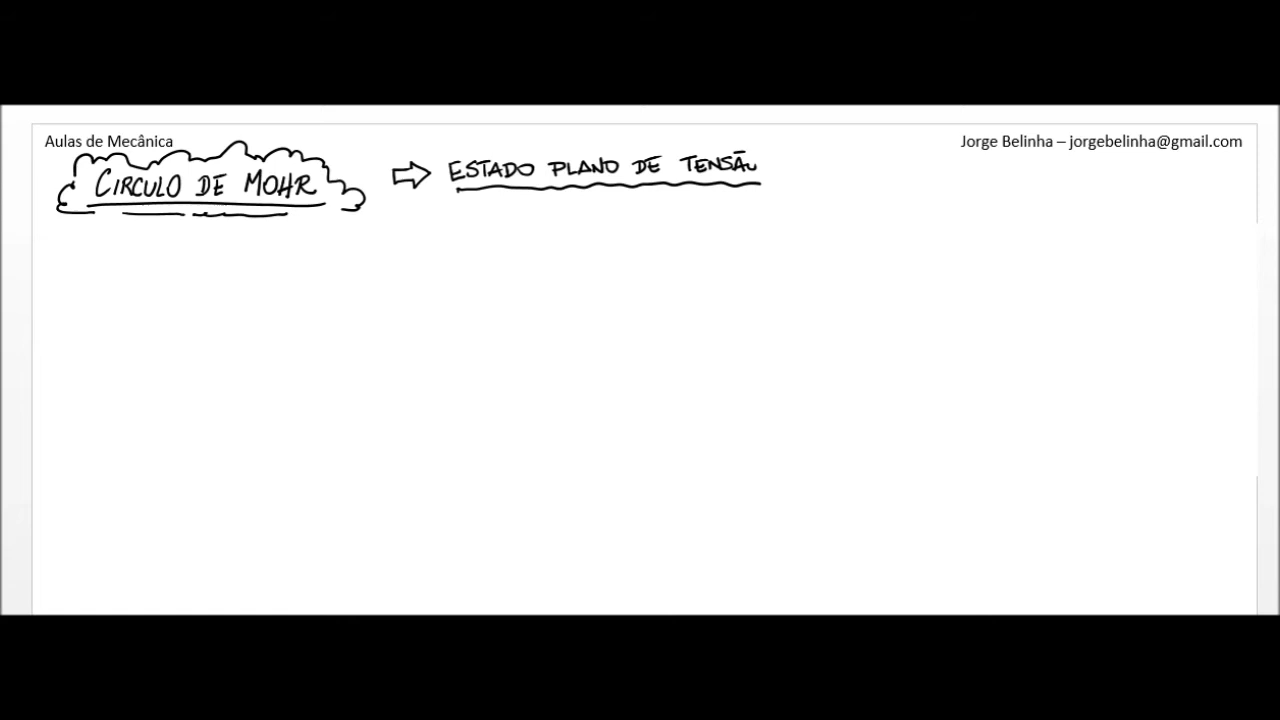 Aulas de Mecânica
Jorge Belinha – jorgebelinha@gmail.com
CIRCULO DE MOHR ⇨ ESTADO PLANO DE TENSÃO